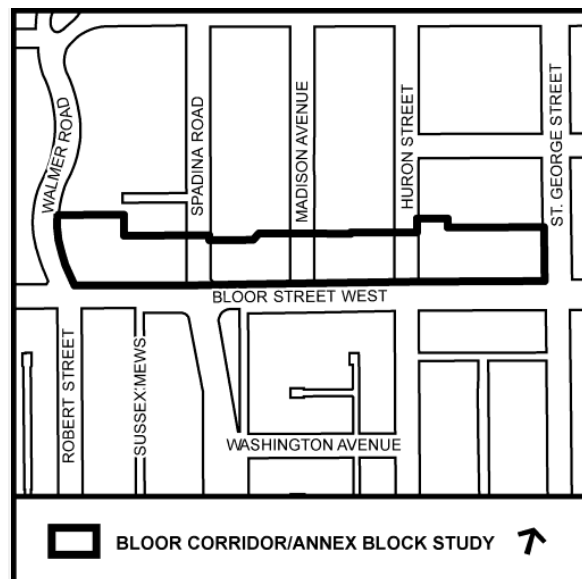 WALMER ROAD
SPADINA ROAD
MADISON AVENUE
HURON STREET
ST. GEORGE STREET
BLOOR STREET WEST
ROBERT STREET
SUSSEX MEWS
WASHINGTON AVENUE
BLOOR CORRIDOR/ANNEX BLOCK STUDY